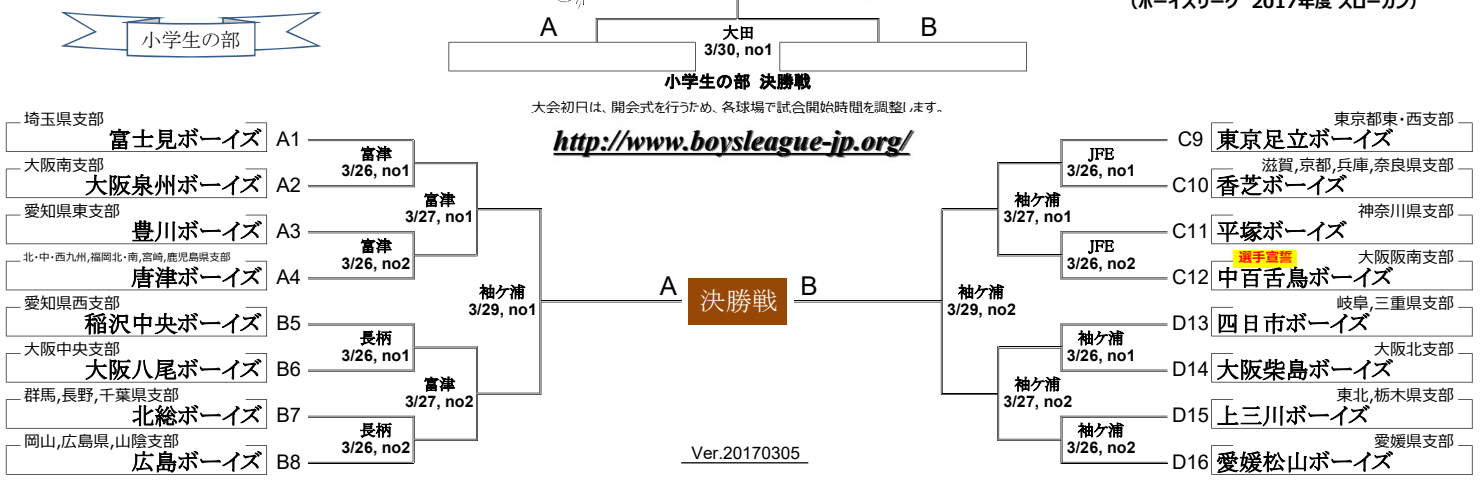 (ボーイズリーグ 2017年度 スローガン)
小学生の部
A
B
大田
3/30, no1
小学生の部 決勝戦
大会初日は、開会式を行うため、各球場で試合開始時間を調整します。
http://www.boysleague-jp.org/
埼玉県支部
富士見ボーイズ A1
大阪南支部
大阪泉州ボーイズ A2
愛知県東支部
豊川ボーイズ A3
北・中・西九州,福岡北・南,宮崎,鹿児島県支部
唐津ボーイズ A4
愛知県西支部
稲沢中央ボーイズ B5
大阪中央支部
大阪八尾ボーイズ B6
群馬,長野,千葉県支部
北総ボーイズ B7
岡山,広島県,山陰支部
広島ボーイズ B8
富津
3/26, no1
富津
3/26, no2
長柄
3/26, no1
長柄
3/26, no2
富津
3/27, no1
富津
3/27, no2
袖ケ浦
3/29, no1
A 決勝戦 B
袖ケ浦
3/29, no2
袖ケ浦
3/27, no1
袖ケ浦
3/27, no2
JFE
3/26, no1
JFE
3/26, no2
袖ケ浦
3/26, no1
袖ケ浦
3/26, no2
東京都東・西支部
C9 東京足立ボーイズ
滋賀,京都,兵庫,奈良県支部
C10 香芝ボーイズ
神奈川県支部
C11 平塚ボーイズ
選手宣誓 大阪阪南支部
C12 中百舌鳥ボーイズ
岐阜,三重県支部
D13 四日市ボーイズ
大阪北支部
D14 大阪柴島ボーイズ
東北,栃木県支部
D15 上三川ボーイズ
愛媛県支部
D16 愛媛松山ボーイズ
Ver.20170305